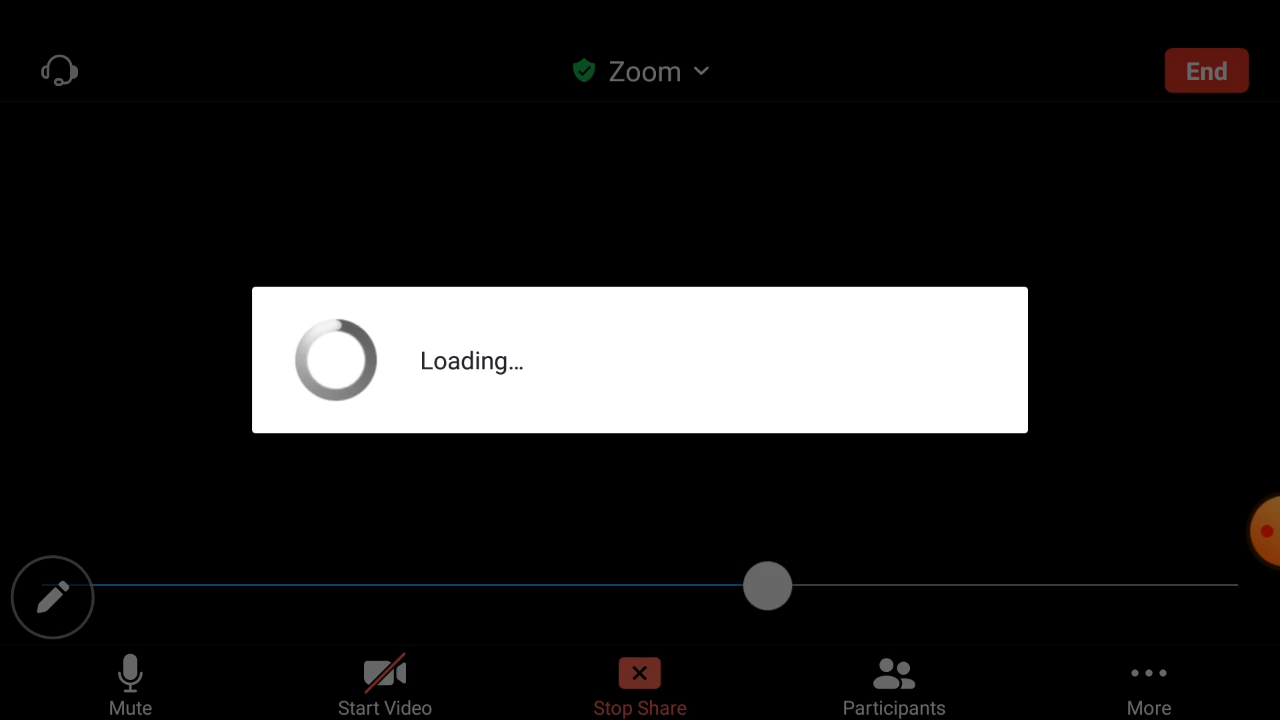 Zoom
End
Loading...
Mute
Start Video
Stop Share
Participants
More